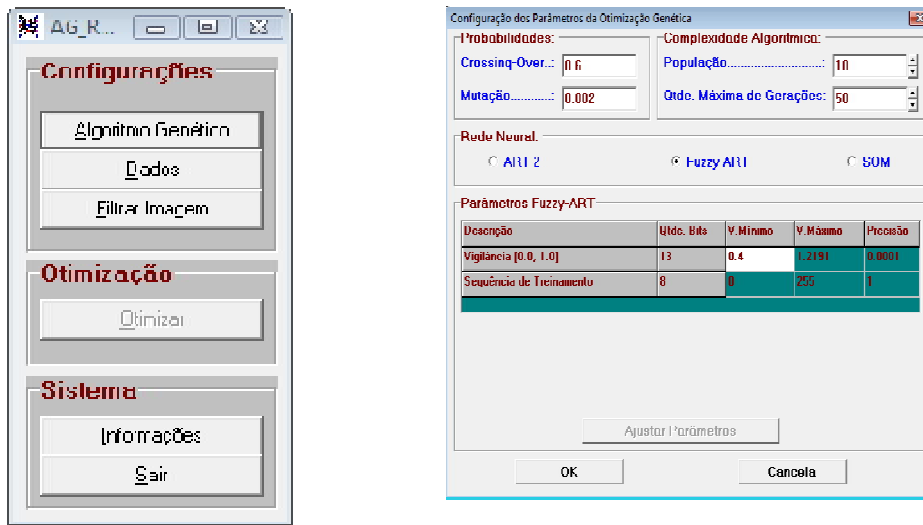 AG_R...
Configurações
Algoritmo Genético
Dados
Filtrar Imagem
Otimização
Otimizar
Sistema
Informações
Sair
Configuração dos Parâmetros da Otimização Genética
Probabilidades:
Crossing-Over..: 0.6
Mutação...........: 0.002
Complexidade Algorítmica:
População...........................: 10
Qtde. Máxima de Gerações: 50
Rede Neural:
ART 2 Fuzzy ART SOM
Parâmetros Fuzzy-ART
Descrição Qtde. Bits V.Mínimo V.Máximo Precisão
Vigilância [0.0, 1.0] 13 0.4 1.2191 0.0001
Sequência de Treinamento 8 0 255 1
Ajustar Parâmetros
OK Cancela